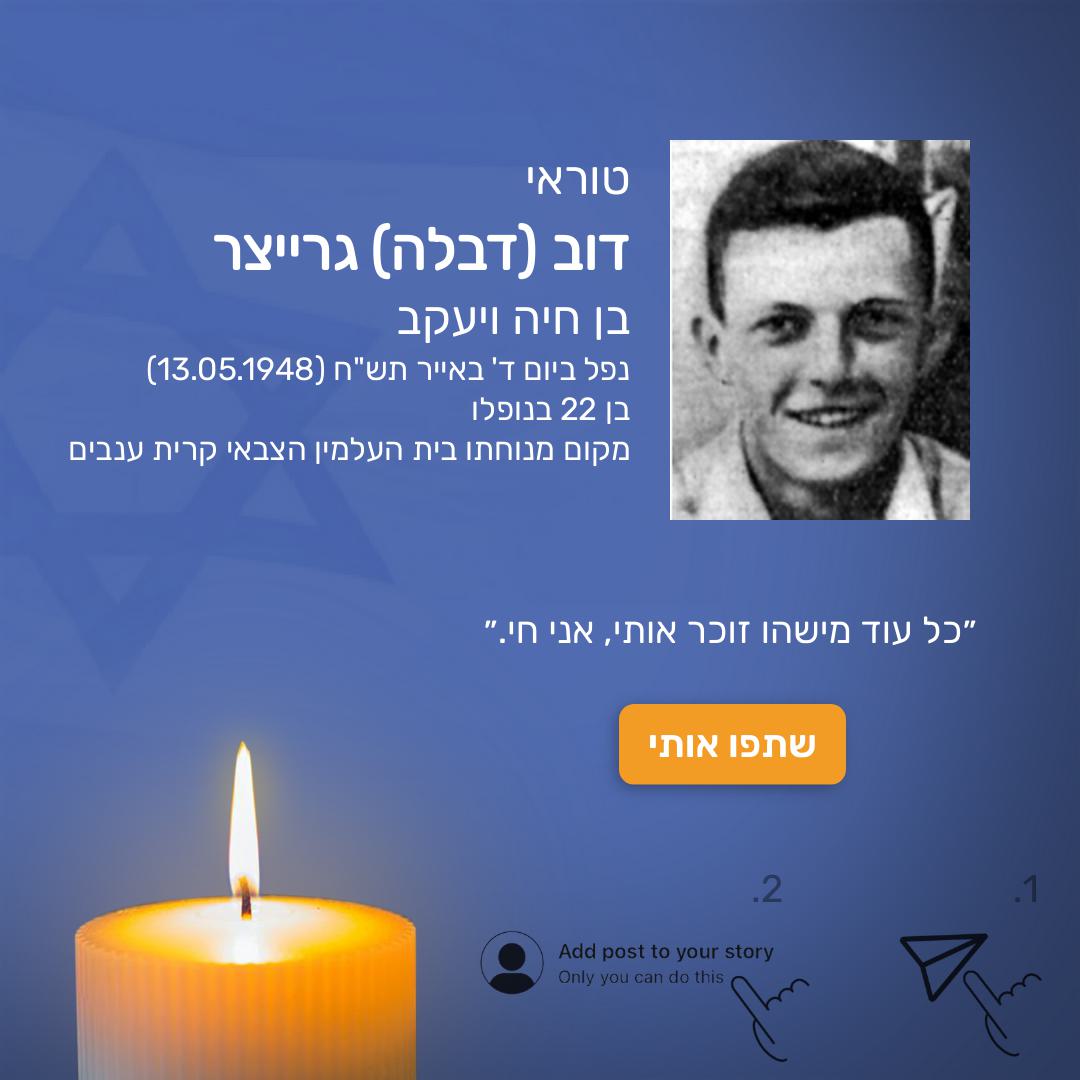 טוראי
דוב (דבלה) גרייצר
בן חיה ויעקב
נפל ביום ד' באייר תש"ח (13.05.1948)
בן 22 בנופלו
מקום מנוחתו בית העלמין הצבאי קרית ענבים
״כל עוד מישהו זוכר אותי, אני חי.״
שתפו אותי
.1
.2
Add post to your story
Only you can do this